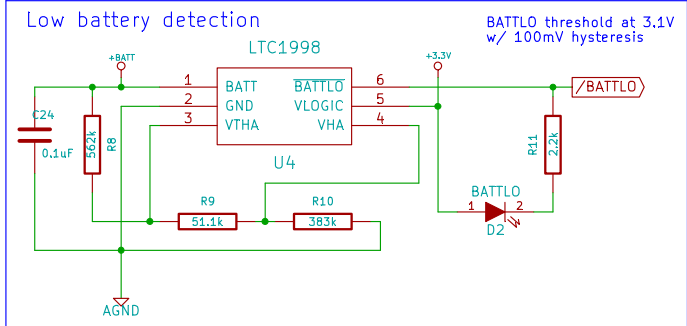 Low battery detection
BATTLO threshold at 3.1V
w/ 100mV hysteresis
LTC1998
+BATT
+3.3V
1 BATT BATTLO 6
2 GND VLOGIC 5
3 VTHA VHA 4
/BATTLO
C24
0.1uF
562k
R8
U4
R11
2.2k
R9
51.1k
R10
383k
BATTLO
1 2
D2
AGND